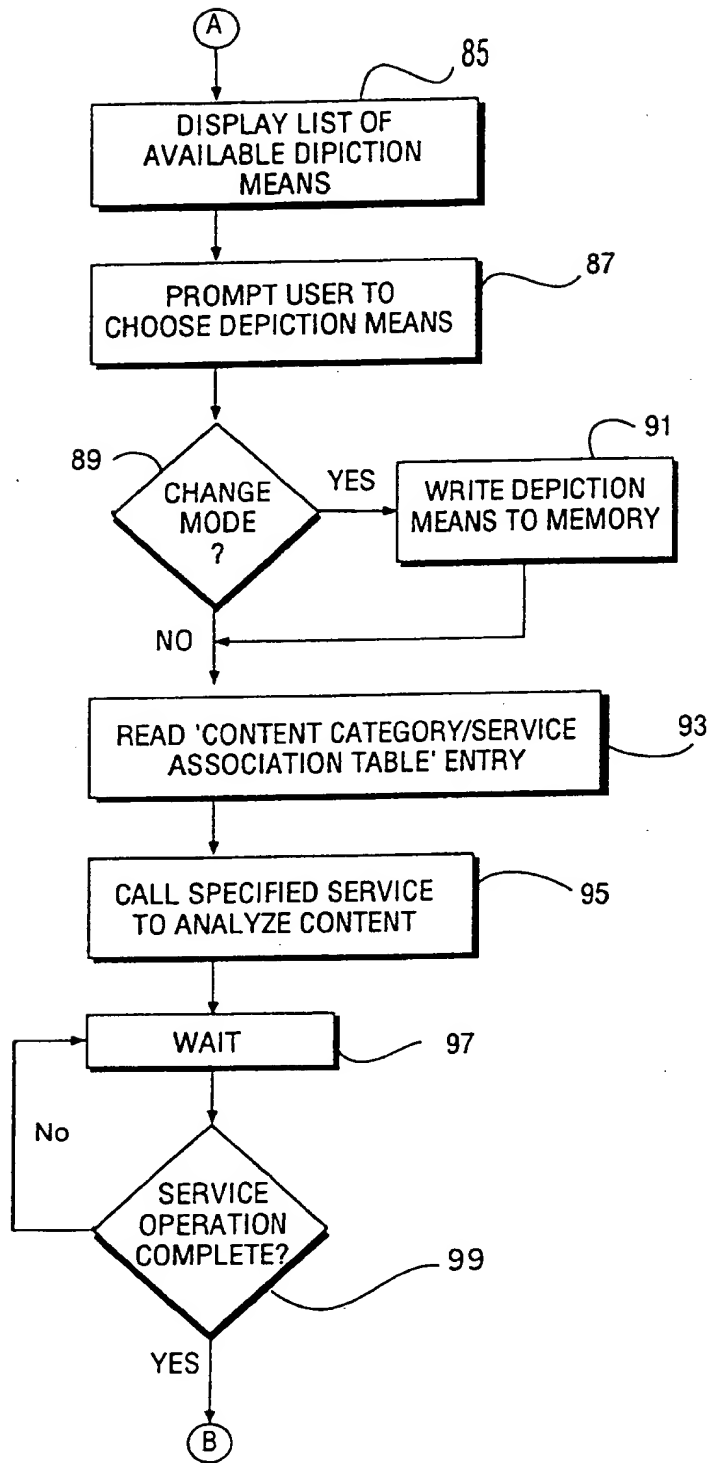 A
85
DISPLAY LIST OF
AVAILABLE DIPICTION
MEANS
87
PROMPT USER TO
CHOOSE DEPICTION MEANS
89
CHANGE
MODE
?
YES
91
WRITE DEPICTION
MEANS TO MEMORY
NO
READ 'CONTENT CATEGORY/SERVICE
ASSOCIATION TABLE' ENTRY
93
CALL SPECIFIED SERVICE
TO ANALYZE CONTENT
95
WAIT
97
No
SERVICE
OPERATION
COMPLETE?
99
YES
B